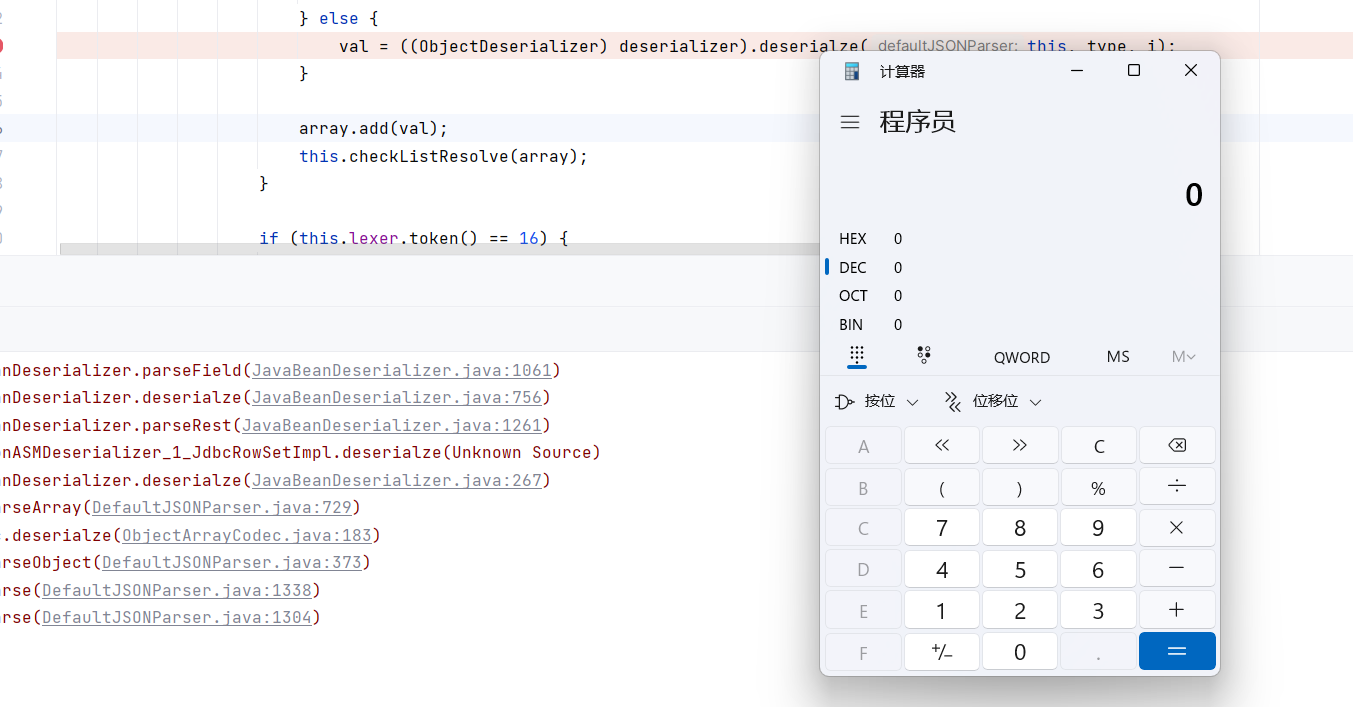 } else {
val = ((ObjectDeserializer) deserializer).deserialze( defaultJSONParser: this, type, i);
}
array.add(val);
this.checkListResolve(array);
}
if (this.lexer.token() == 16) {
nDeserializer.parseField(JavaBeanDeserializer.java:1061)
nDeserializer.deserialze(JavaBeanDeserializer.java:756)
nDeserializer.parseRest(JavaBeanDeserializer.java:1261)
nASMDeserializer_1_JdbcRowSetImpl.deserialze(Unknown Source)
nDeserializer.deserialze(JavaBeanDeserializer.java:267)
rseArray(DefaultJSONParser.java:729)
.deserialze(ObjectArrayCodec.java:183)
rseObject(DefaultJSONParser.java:373)
rse(DefaultJSONParser.java:1338)
rse(DefaultJSONParser.java:1304)
计算器
程序员
0
HEX 0
DEC 0
OCT 0
BIN 0
QWORD MS M
按位 位移位
A << >> C
B ( ) % ÷
C 7 8 9 ×
D 4 5 6 −
E 1 2 3 +
F +/− 0 . =